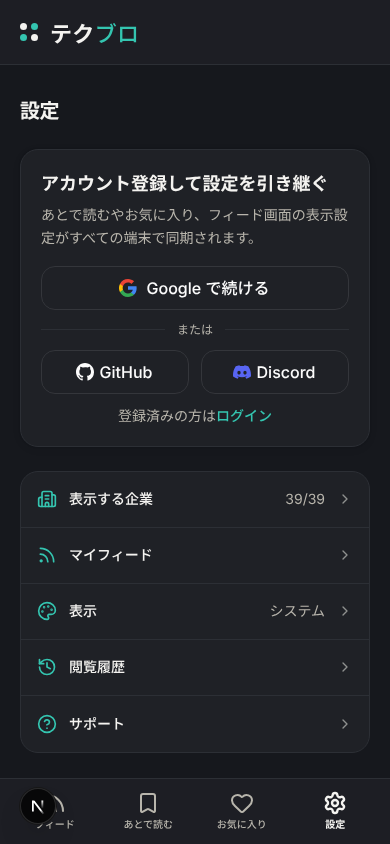 テクブロ
設定
アカウント登録して設定を引き継ぐ
あとで読むやお気に入り、フィード画面の表示設
定がすべての端末で同期されます。
Google で続ける
または
GitHub
Discord
登録済みの方はログイン
表示する企業 39/39
マイフィード
表示 システム
閲覧履歴
サポート
N
フィード あとで読む お気に入り 設定